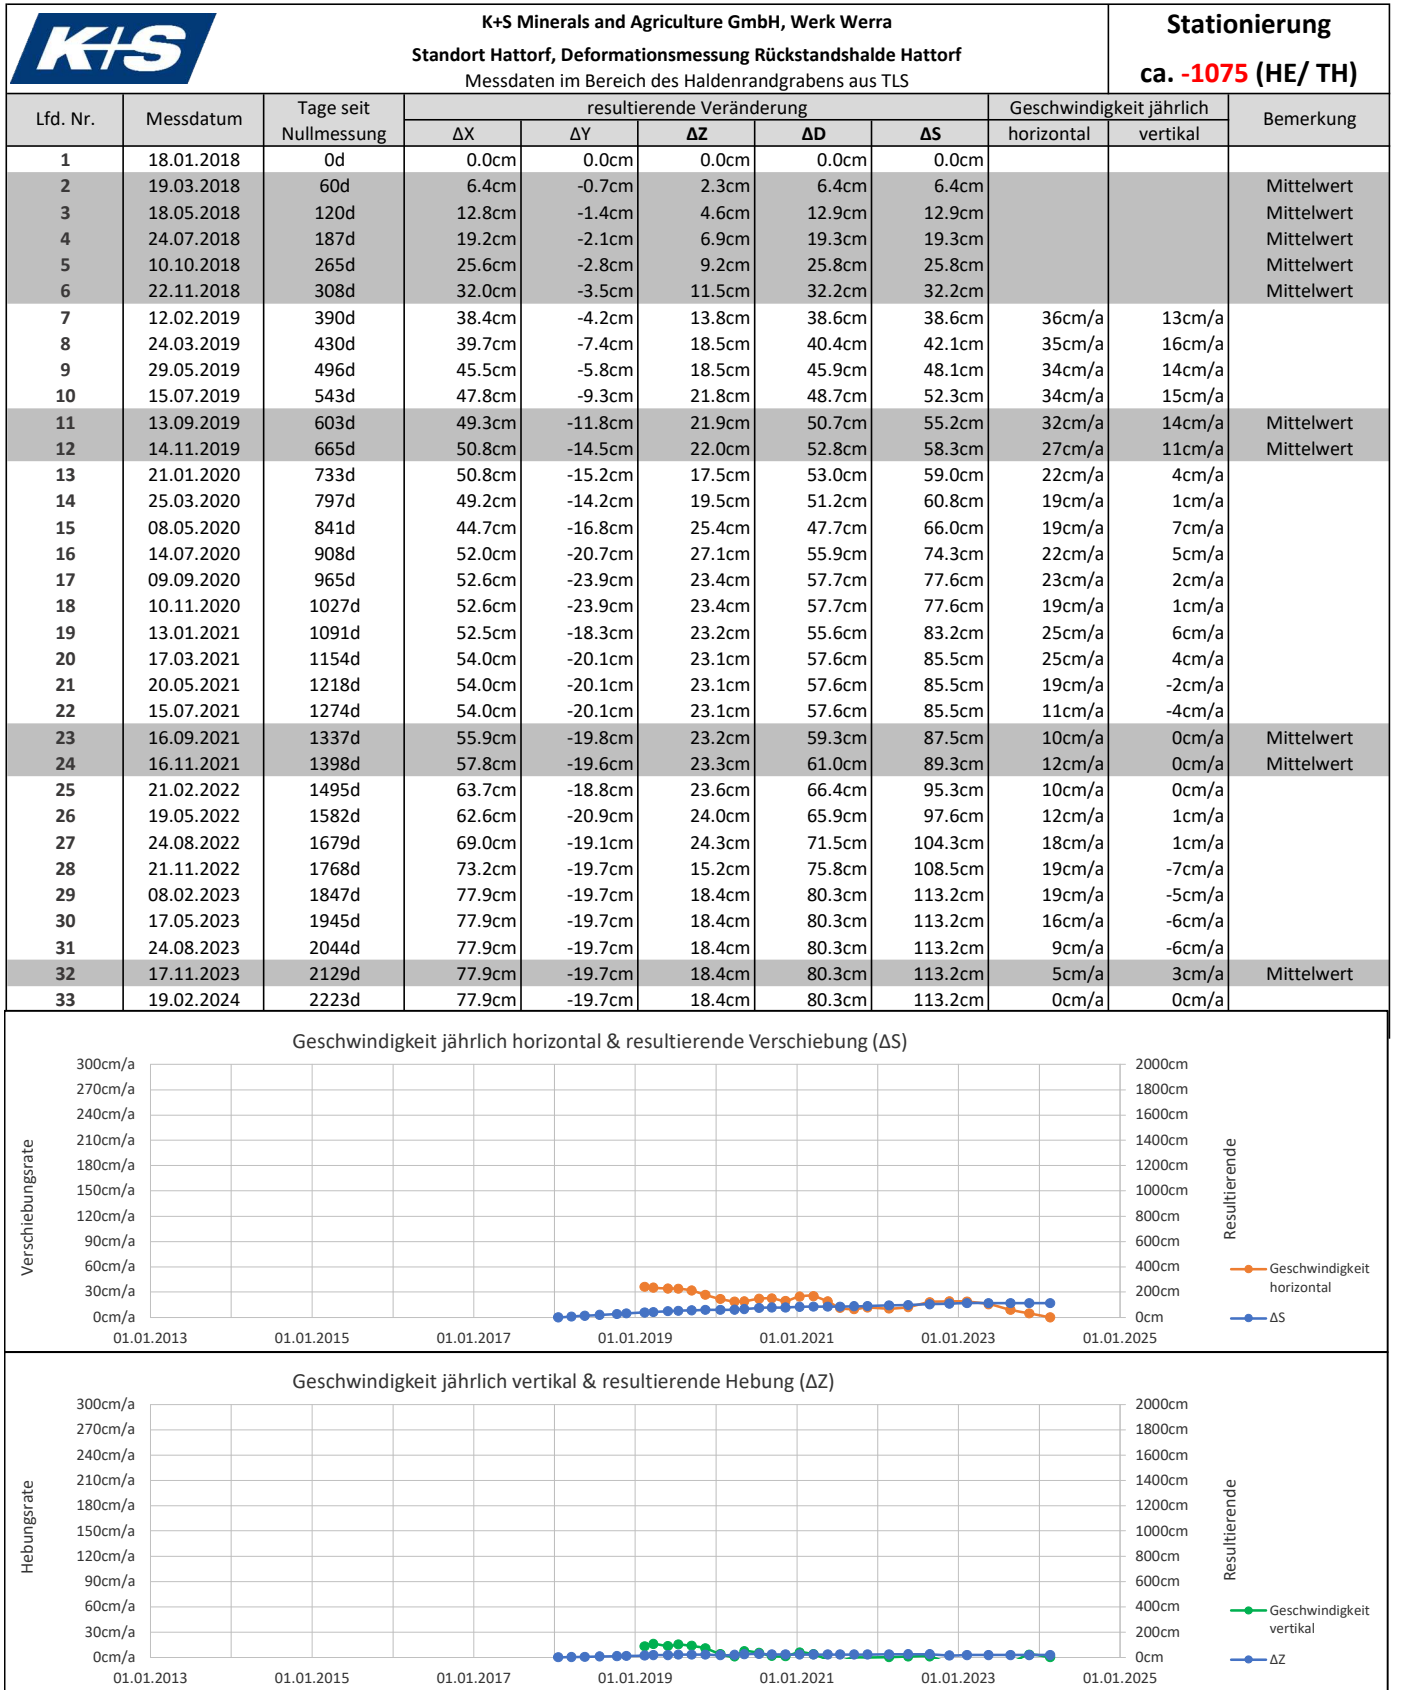 K+S
K+S Minerals and Agriculture GmbH, Werk Werra
Standort Hattorf, Deformationsmessung Rückstandshalde Hattorf
Messdaten im Bereich des Haldenrandgrabens aus TLS
Stationierung
ca. -1075 (HE/ TH)
Lfd. Nr. Messdatum Tage seit Nullmessung resultierende Veränderung Geschwindigkeit jährlich Bemerkung
ΔX ΔY ΔZ ΔD ΔS horizontal vertikal
1 18.01.2018 0d 0.0cm 0.0cm 0.0cm 0.0cm 0.0cm
2 19.03.2018 60d 6.4cm -0.7cm 2.3cm 6.4cm 6.4cm Mittelwert
3 18.05.2018 120d 12.8cm -1.4cm 4.6cm 12.9cm 12.9cm Mittelwert
4 24.07.2018 187d 19.2cm -2.1cm 6.9cm 19.3cm 19.3cm Mittelwert
5 10.10.2018 265d 25.6cm -2.8cm 9.2cm 25.8cm 25.8cm Mittelwert
6 22.11.2018 308d 32.0cm -3.5cm 11.5cm 32.2cm 32.2cm Mittelwert
7 12.02.2019 390d 38.4cm -4.2cm 13.8cm 38.6cm 38.6cm 36cm/a 13cm/a
8 24.03.2019 430d 39.7cm -7.4cm 18.5cm 40.4cm 42.1cm 35cm/a 16cm/a
9 29.05.2019 496d 45.5cm -5.8cm 18.5cm 45.9cm 48.1cm 34cm/a 14cm/a
10 15.07.2019 543d 47.8cm -9.3cm 21.8cm 48.7cm 52.3cm 34cm/a 15cm/a
11 13.09.2019 603d 49.3cm -11.8cm 21.9cm 50.7cm 55.2cm 32cm/a 14cm/a Mittelwert
12 14.11.2019 665d 50.8cm -14.5cm 22.0cm 52.8cm 58.3cm 27cm/a 11cm/a Mittelwert
13 21.01.2020 733d 50.8cm -15.2cm 17.5cm 53.0cm 59.0cm 22cm/a 4cm/a
14 25.03.2020 797d 49.2cm -14.2cm 19.5cm 51.2cm 60.8cm 19cm/a 1cm/a
15 08.05.2020 841d 44.7cm -16.8cm 25.4cm 47.7cm 66.0cm 19cm/a 7cm/a
16 14.07.2020 908d 52.0cm -20.7cm 27.1cm 55.9cm 74.3cm 22cm/a 5cm/a
17 09.09.2020 965d 52.6cm -23.9cm 23.4cm 57.7cm 77.6cm 23cm/a 2cm/a
18 10.11.2020 1027d 52.6cm -23.9cm 23.4cm 57.7cm 77.6cm 19cm/a 1cm/a
19 13.01.2021 1091d 52.5cm -18.3cm 23.2cm 55.6cm 83.2cm 25cm/a 6cm/a
20 17.03.2021 1154d 54.0cm -20.1cm 23.1cm 57.6cm 85.5cm 25cm/a 4cm/a
21 20.05.2021 1218d 54.0cm -20.1cm 23.1cm 57.6cm 85.5cm 19cm/a -2cm/a
22 15.07.2021 1274d 54.0cm -20.1cm 23.1cm 57.6cm 85.5cm 11cm/a -4cm/a
23 16.09.2021 1337d 55.9cm -19.8cm 23.2cm 59.3cm 87.5cm 10cm/a 0cm/a Mittelwert
24 16.11.2021 1398d 57.8cm -19.6cm 23.3cm 61.0cm 89.3cm 12cm/a 0cm/a Mittelwert
25 21.02.2022 1495d 63.7cm -18.8cm 23.6cm 66.4cm 95.3cm 10cm/a 0cm/a
26 19.05.2022 1582d 62.6cm -20.9cm 24.0cm 65.9cm 97.6cm 12cm/a 1cm/a
27 24.08.2022 1679d 69.0cm -19.1cm 24.3cm 71.5cm 104.3cm 18cm/a 1cm/a
28 21.11.2022 1768d 73.2cm -19.7cm 15.2cm 75.8cm 108.5cm 19cm/a -7cm/a
29 08.02.2023 1847d 77.9cm -19.7cm 18.4cm 80.3cm 113.2cm 19cm/a -5cm/a
30 17.05.2023 1945d 77.9cm -19.7cm 18.4cm 80.3cm 113.2cm 16cm/a -6cm/a
31 24.08.2023 2044d 77.9cm -19.7cm 18.4cm 80.3cm 113.2cm 9cm/a -6cm/a
32 17.11.2023 2129d 77.9cm -19.7cm 18.4cm 80.3cm 113.2cm 5cm/a 3cm/a Mittelwert
33 19.02.2024 2223d 77.9cm -19.7cm 18.4cm 80.3cm 113.2cm 0cm/a 0cm/a
Geschwindigkeit jährlich horizontal & resultierende Verschiebung (ΔS)
300cm/a 2000cm
270cm/a 1800cm
240cm/a 1600cm
210cm/a 1400cm
180cm/a 1200cm
150cm/a 1000cm
120cm/a 800cm
90cm/a 600cm
60cm/a 400cm
30cm/a 200cm
0cm/a 0cm
Verschiebungsrate
Resultierende
Geschwindigkeit
horizontal
ΔS
01.01.2013 01.01.2015 01.01.2017 01.01.2019 01.01.2021 01.01.2023 01.01.2025
Geschwindigkeit jährlich vertikal & resultierende Hebung (ΔZ)
300cm/a 2000cm
270cm/a 1800cm
240cm/a 1600cm
210cm/a 1400cm
180cm/a 1200cm
150cm/a 1000cm
120cm/a 800cm
90cm/a 600cm
60cm/a 400cm
30cm/a 200cm
0cm/a 0cm
Hebungsrate
Resultierende
Geschwindigkeit
vertikal
ΔZ
01.01.2013 01.01.2015 01.01.2017 01.01.2019 01.01.2021 01.01.2023 01.01.2025